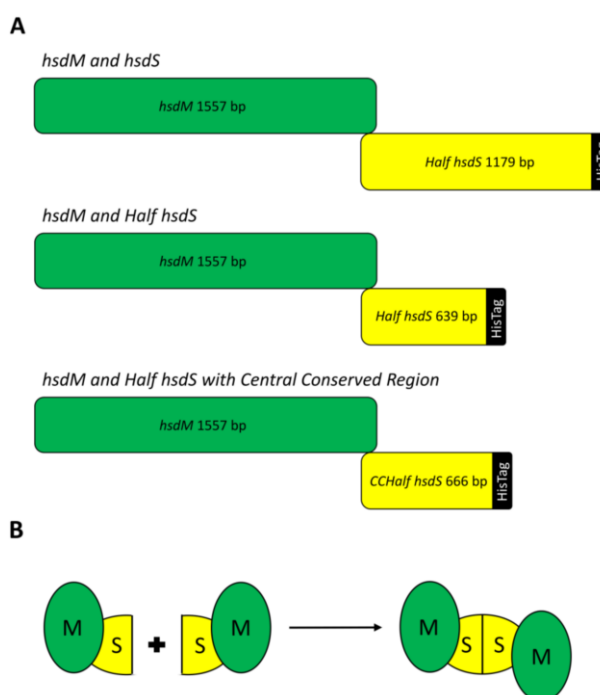 A
hsdM and hsdS
hsdM 1557 bp
Half hsdS 1179 bp
HisTag
hsdM and Half hsdS
hsdM 1557 bp
Half hsdS 639 bp
HisTag
hsdM and Half hsdS with Central Conserved Region
hsdM 1557 bp
CCHalf hsdS 666 bp
HisTag
B
M S + S M M S S M